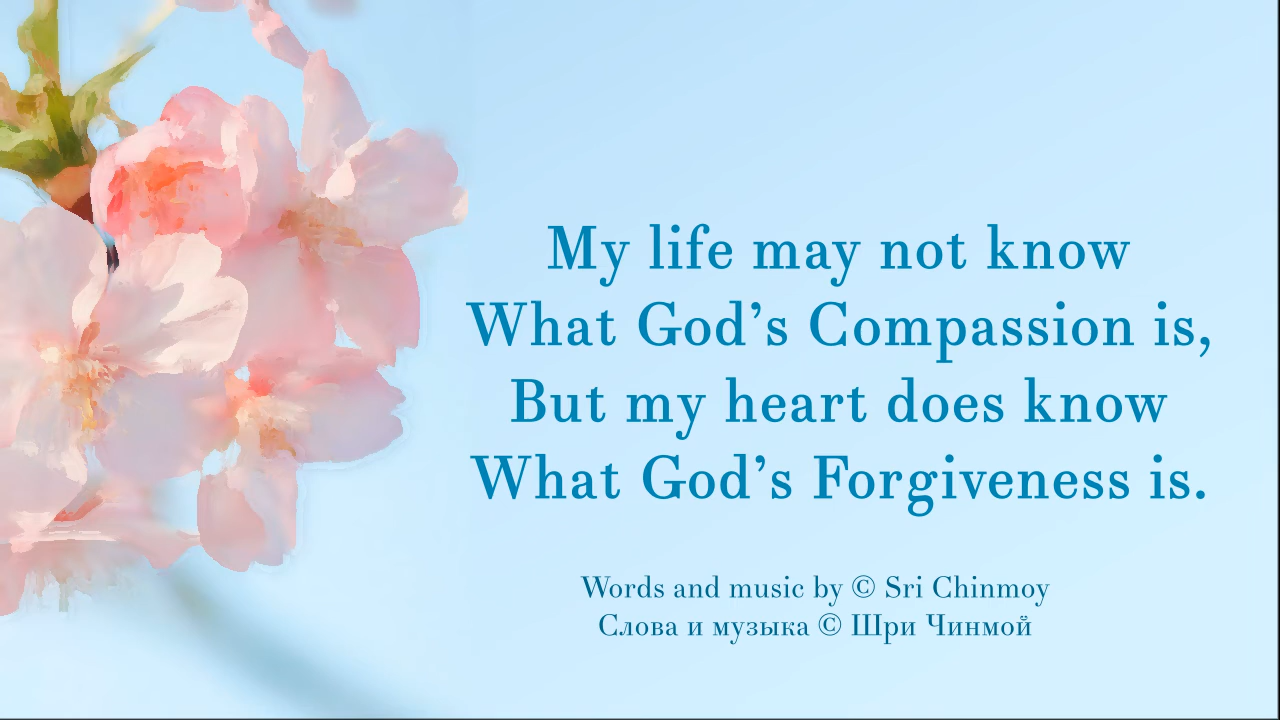 My life may not know
What God’s Compassion is,
But my heart does know
What God’s Forgiveness is.
Words and music by © Sri Chinmoy
Слова и музыка © Шри Чинмой